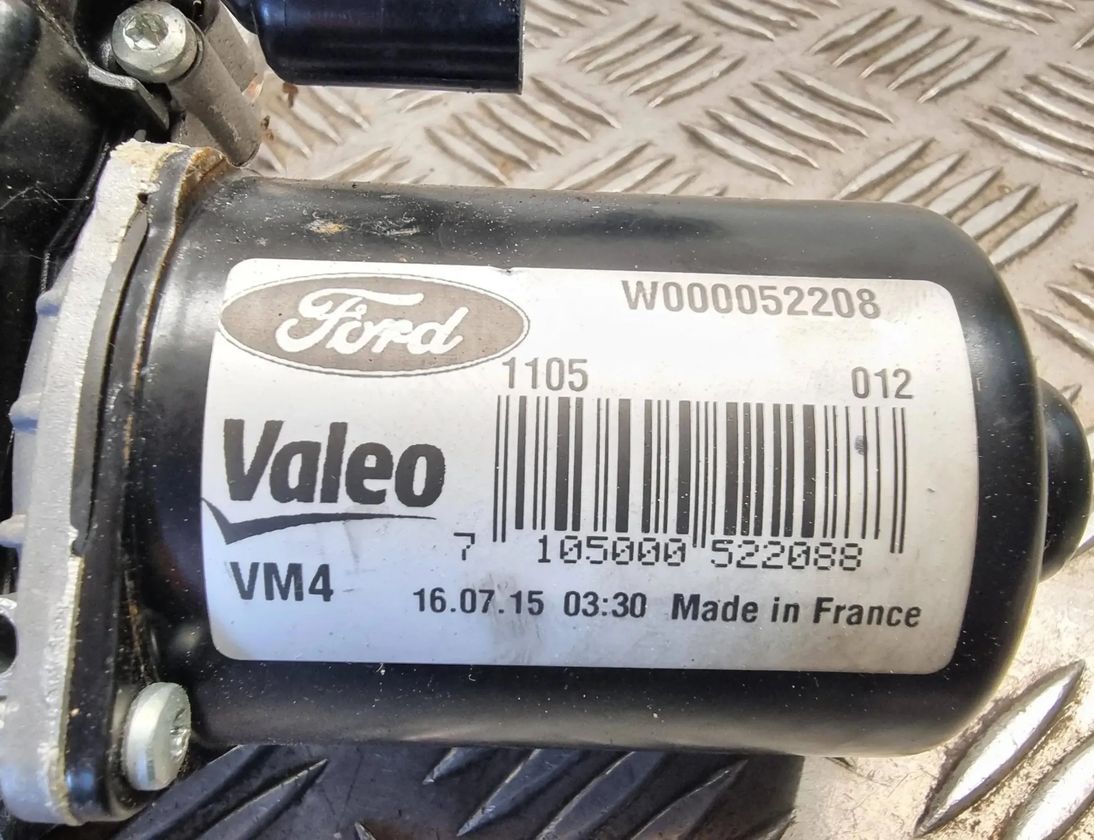 Ford
W000052208
1105 012
Valeo
7 105000 522088
VM4
16.07.15 03:30 Made in France